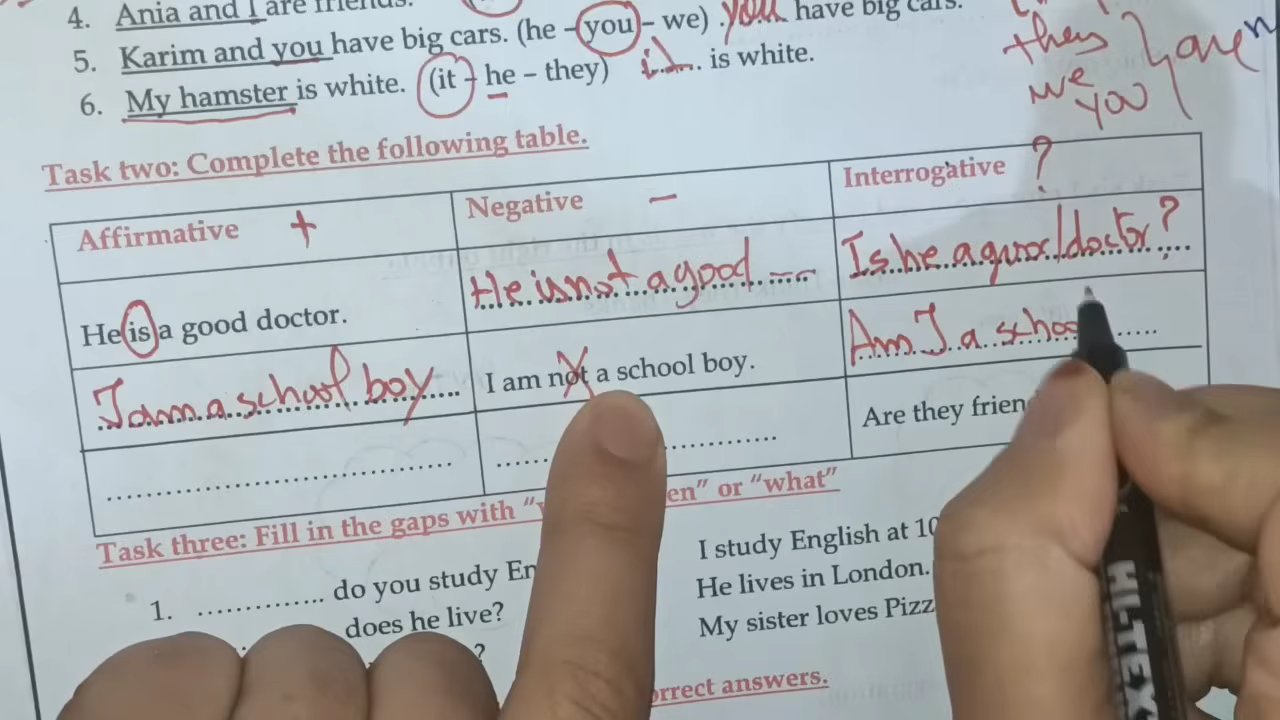 4. Ania and I are friends.
5. Karim and you have big cars. (he – you – we) . you have big cars.
6. My hamster is white. (it – he – they) it is white.
they
we
you
Task two: Complete the following table.
Affirmative + Negative — Interrogative ?
He is a good doctor. He is not a good Is he a good doctor?
I am a school boy I am not a school boy. Am I a schoo
Are they frien
Task three: Fill in the gaps with “ en” or “what”
1. .............. do you study En I study English at 10
does he live? He lives in London.
? My sister loves Pizz
orrect answers.
HI-TEX